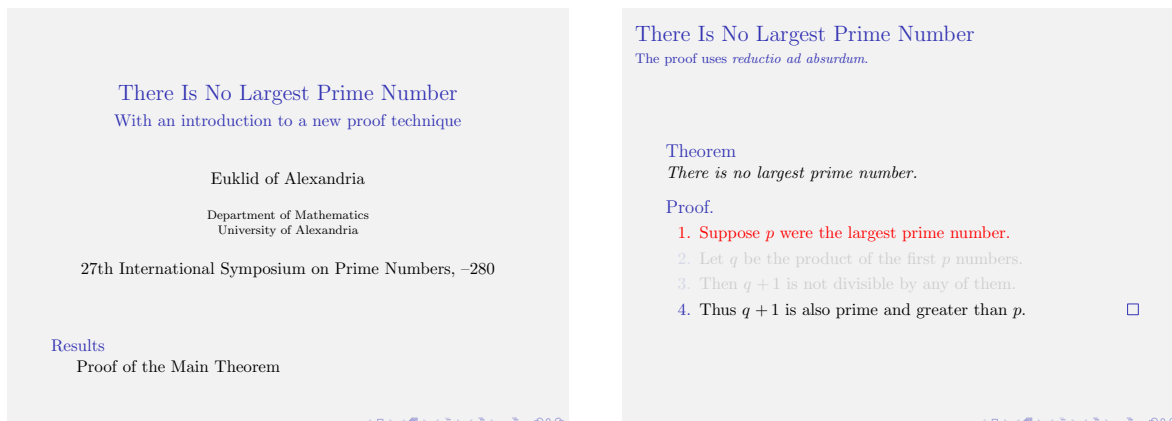 There Is No Largest Prime Number
With an introduction to a new proof technique
Euklid of Alexandria
Department of Mathematics
University of Alexandria
27th International Symposium on Prime Numbers, –280
Results
Proof of the Main Theorem
There Is No Largest Prime Number
The proof uses reductio ad absurdum.
Theorem
There is no largest prime number.
Proof.
1. Suppose p were the largest prime number.
2. Let q be the product of the first p numbers.
3. Then q + 1 is not divisible by any of them.
4. Thus q + 1 is also prime and greater than p.